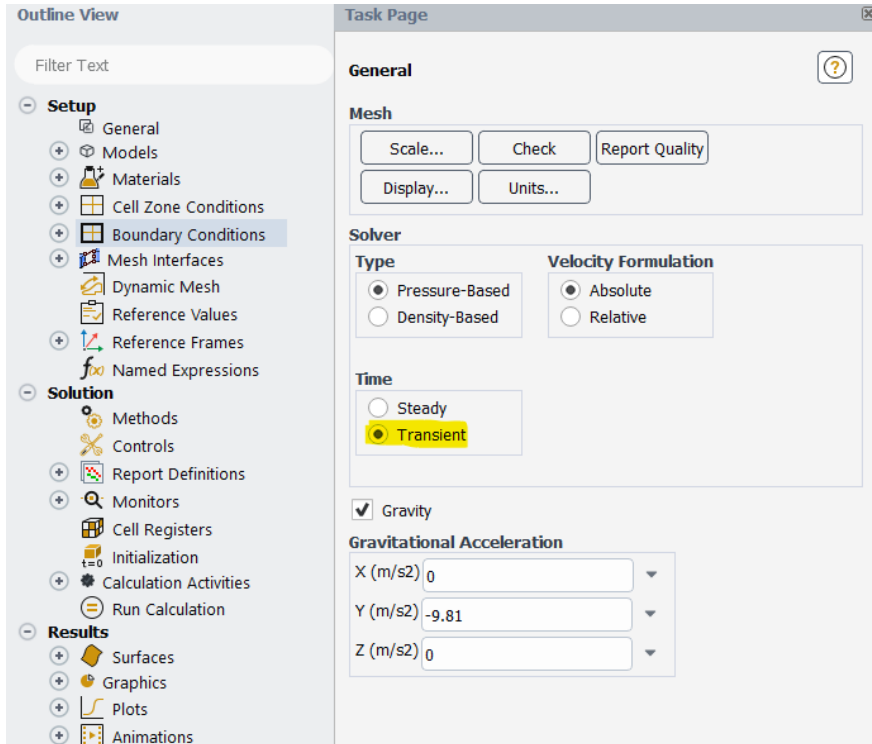 Outline View
Filter Text
Setup
General
Models
Materials
Cell Zone Conditions
Boundary Conditions
Mesh Interfaces
Dynamic Mesh
Reference Values
Reference Frames
f(x) Named Expressions
Solution
Methods
Controls
Report Definitions
Monitors
Cell Registers
t=0 Initialization
Calculation Activities
Run Calculation
Results
Surfaces
Graphics
Plots
Animations
Task Page
General
?
Mesh
Scale... Check Report Quality
Display... Units...
Solver
Type Velocity Formulation
Pressure-Based Absolute
Density-Based Relative
Time
Steady
Transient
Gravity
Gravitational Acceleration
X (m/s2) 0
Y (m/s2) -9.81
Z (m/s2) 0